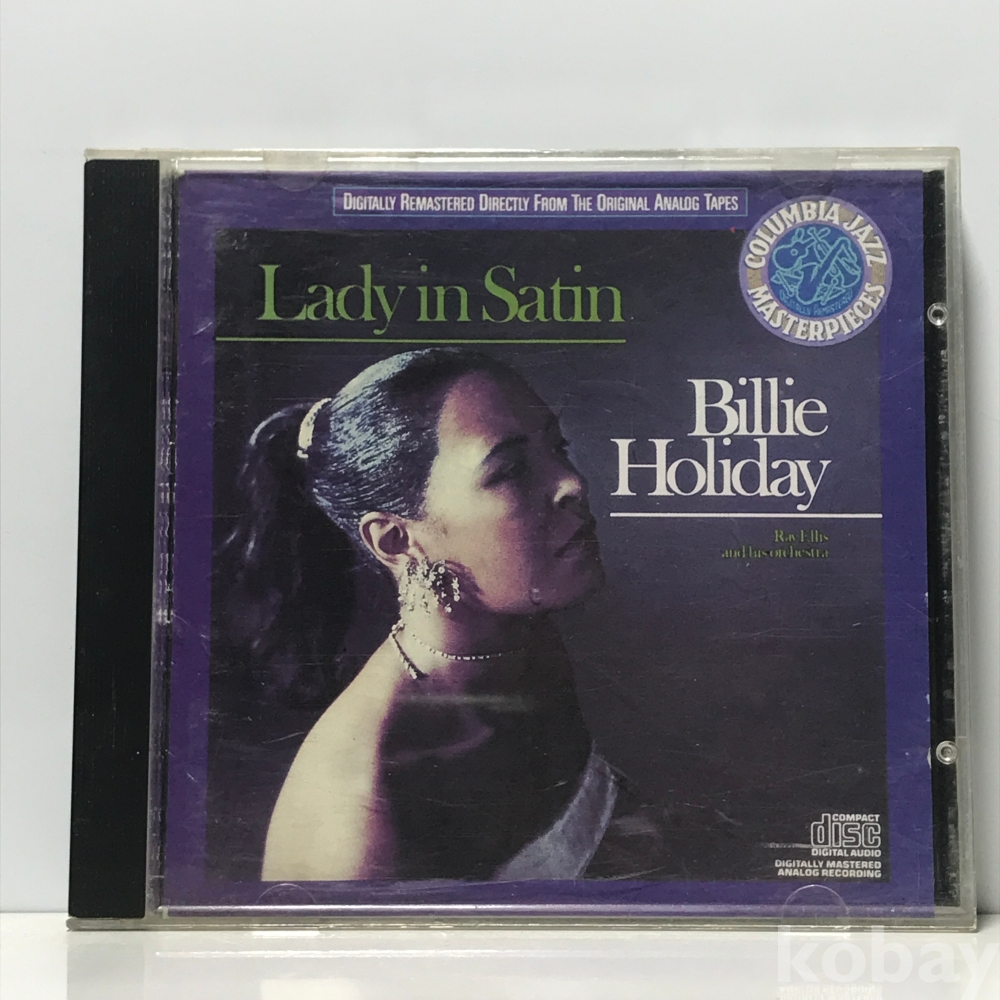 DIGITALLY REMASTERED DIRECTLY FROM THE ORIGINAL ANALOG TAPES
COLUMBIA JAZZ
MASTERPIECES
Lady in Satin
Billie
Holiday
Ray Ellis
and his orchestra
COMPACT
disc
DIGITAL AUDIO
DIGITALLY MASTERED
ANALOG RECORDING
kobay